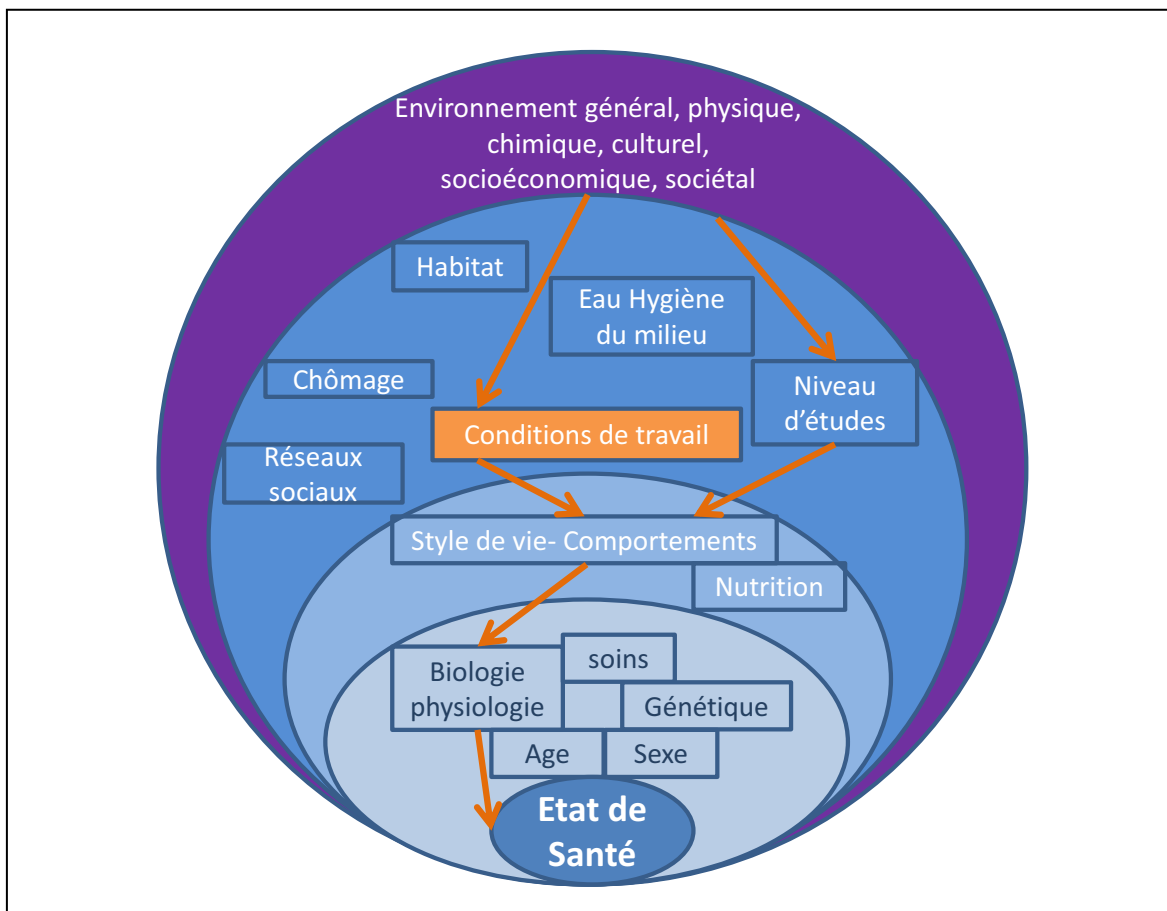 Environnement général, physique,
chimique, culturel,
socioéconomique, sociétal
Habitat
Eau Hygiène
du milieu
Chômage
Niveau
d’études
Conditions de travail
Réseaux
sociaux
Style de vie- Comportements
Nutrition
soins
Biologie
physiologie
Génétique
Age
Sexe
Etat de
Santé